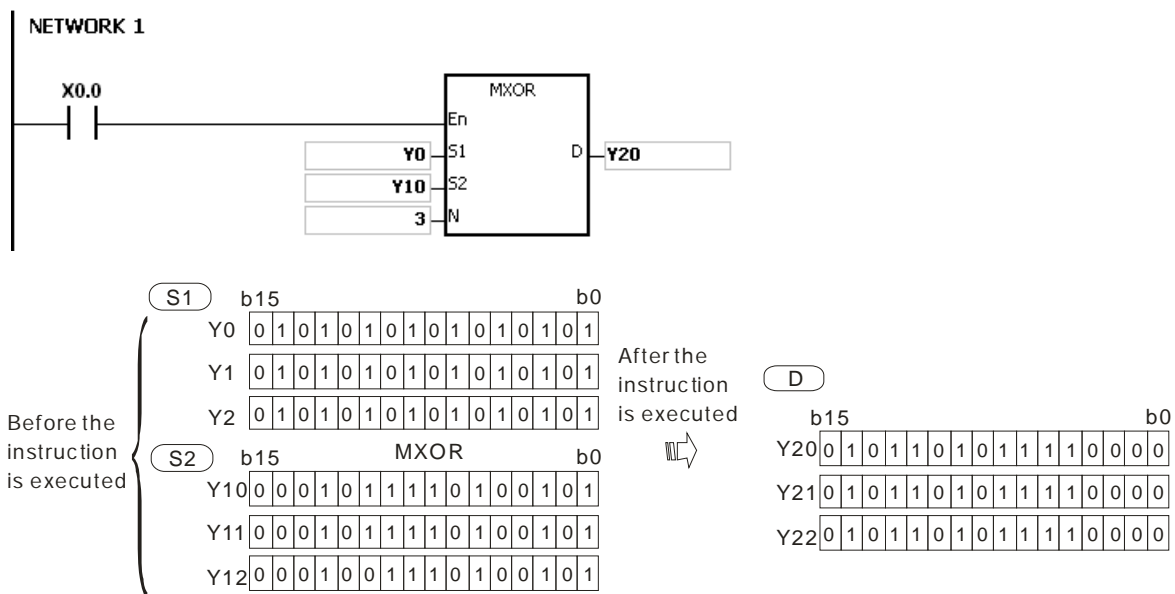 NETWORK 1
X0.0
MXOR
En
Y0 S1 D Y20
Y10 S2
3 N
S1 b15 b0
Y0 0 1 0 1 0 1 0 1 0 1 0 1 0 1 0 1
Y1 0 1 0 1 0 1 0 1 0 1 0 1 0 1 0 1
Y2 0 1 0 1 0 1 0 1 0 1 0 1 0 1 0 1
Before the
instruction
is executed
S2 b15 MXOR b0
Y10 0 0 0 1 0 1 1 1 1 0 1 0 0 1 0 1
Y11 0 0 0 1 0 1 1 1 1 0 1 0 0 1 0 1
Y12 0 0 0 1 0 0 1 1 1 0 1 0 0 1 0 1
After the
instruction
is executed
D
b15 b0
Y20 0 1 0 1 1 0 1 0 1 1 1 1 0 0 0 0
Y21 0 1 0 1 1 0 1 0 1 1 1 1 0 0 0 0
Y22 0 1 0 1 1 0 1 0 1 1 1 1 0 0 0 0